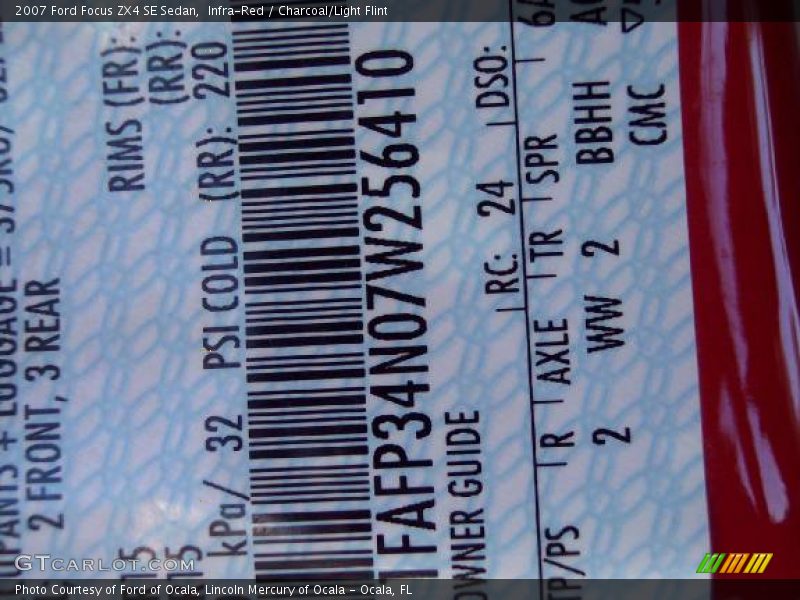 2007 Ford Focus ZX4 SE Sedan, Infra-Red / Charcoal/Light Flint
2 FRONT, 3 REAR
RIMS (FR):
(RR):
kPa/ 32 PSI COLD (RR): 220
1FAFP34N07W256410
OWNER GUIDE
RC: 24 DSO:
TP/PS R AXLE TR SPR
2 WW 2 BBHH
CMC
GTCarlot.com
Photo Courtesy of Ford of Ocala, Lincoln Mercury of Ocala - Ocala, FL